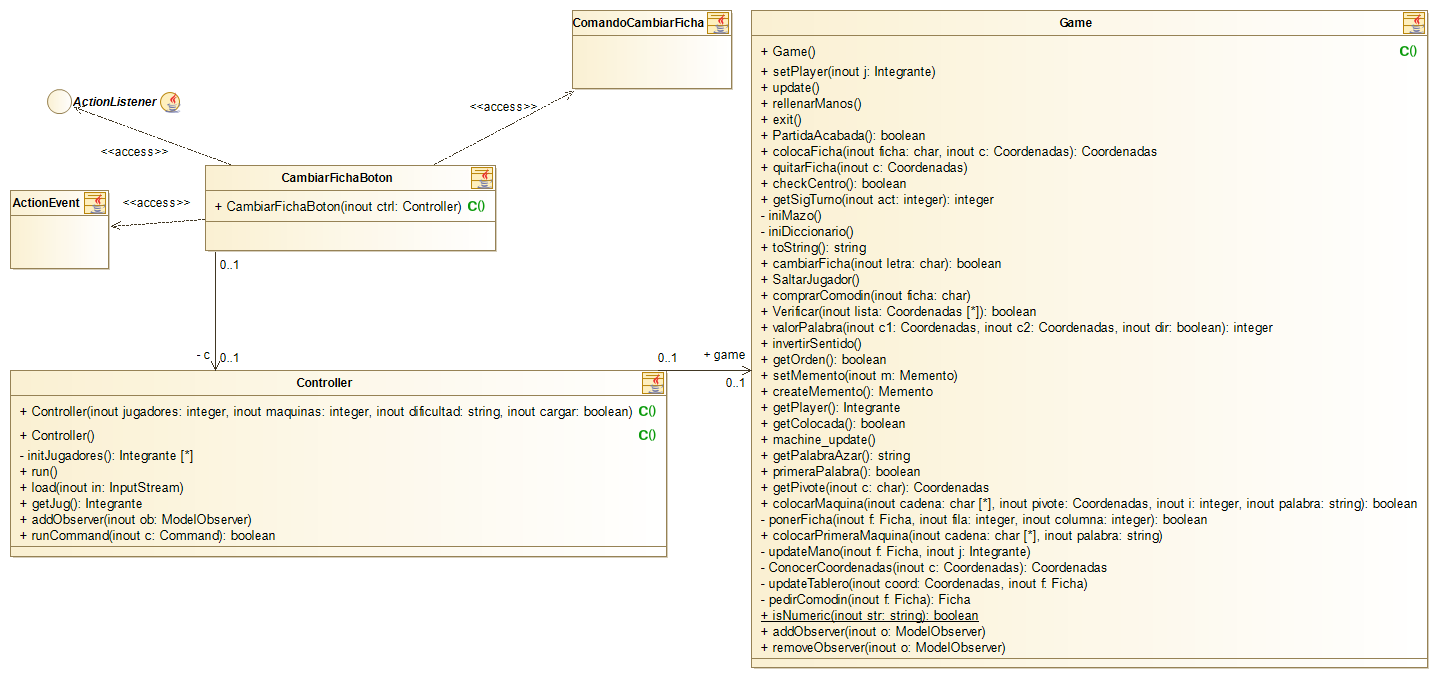 ComandoCambiarFicha
ActionListener
<<access>>
<<access>>
CambiarFichaBoton
+ CambiarFichaBoton(inout ctrl: Controller) C()
ActionEvent
<<access>>
0..1
- c
0..1
Controller
+ Controller(inout jugadores: integer, inout maquinas: integer, inout dificultad: string, inout cargar: boolean) C()
+ Controller() C()
- initJugadores(): Integrante [*]
+ run()
+ load(inout in: InputStream)
+ getJug(): Integrante
+ addObserver(inout ob: ModelObserver)
+ runCommand(inout c: Command): boolean
0..1
+ game
0..1
Game
+ Game() C()
+ setPlayer(inout j: Integrante)
+ update()
+ rellenarManos()
+ exit()
+ PartidaAcabada(): boolean
+ colocaFicha(inout ficha: char, inout c: Coordenadas): Coordenadas
+ quitarFicha(inout c: Coordenadas)
+ checkCentro(): boolean
+ getSigTurno(inout act: integer): integer
- iniMazo()
- iniDiccionario()
+ toString(): string
+ cambiarFicha(inout letra: char): boolean
+ SaltarJugador()
+ comprarComodin(inout ficha: char)
+ Verificar(inout lista: Coordenadas [*]): boolean
+ valorPalabra(inout c1: Coordenadas, inout c2: Coordenadas, inout dir: boolean): integer
+ invertirSentido()
+ getOrden(): boolean
+ setMemento(inout m: Memento)
+ createMemento(): Memento
+ getPlayer(): Integrante
+ getColocada(): boolean
+ machine_update()
+ getPalabraAzar(): string
+ primeraPalabra(): boolean
+ getPivote(inout c: char): Coordenadas
+ colocarMaquina(inout cadena: char [*], inout pivote: Coordenadas, inout i: integer, inout palabra: string): boolean
- ponerFicha(inout f: Ficha, inout fila: integer, inout columna: integer): boolean
+ colocarPrimeraMaquina(inout cadena: char [*], inout palabra: string)
- updateMano(inout f: Ficha, inout j: Integrante)
- ConocerCoordenadas(inout c: Coordenadas): Coordenadas
- updateTablero(inout coord: Coordenadas, inout f: Ficha)
- pedirComodin(inout f: Ficha): Ficha
+ isNumeric(inout str: string): boolean
+ addObserver(inout o: ModelObserver)
+ removeObserver(inout o: ModelObserver)